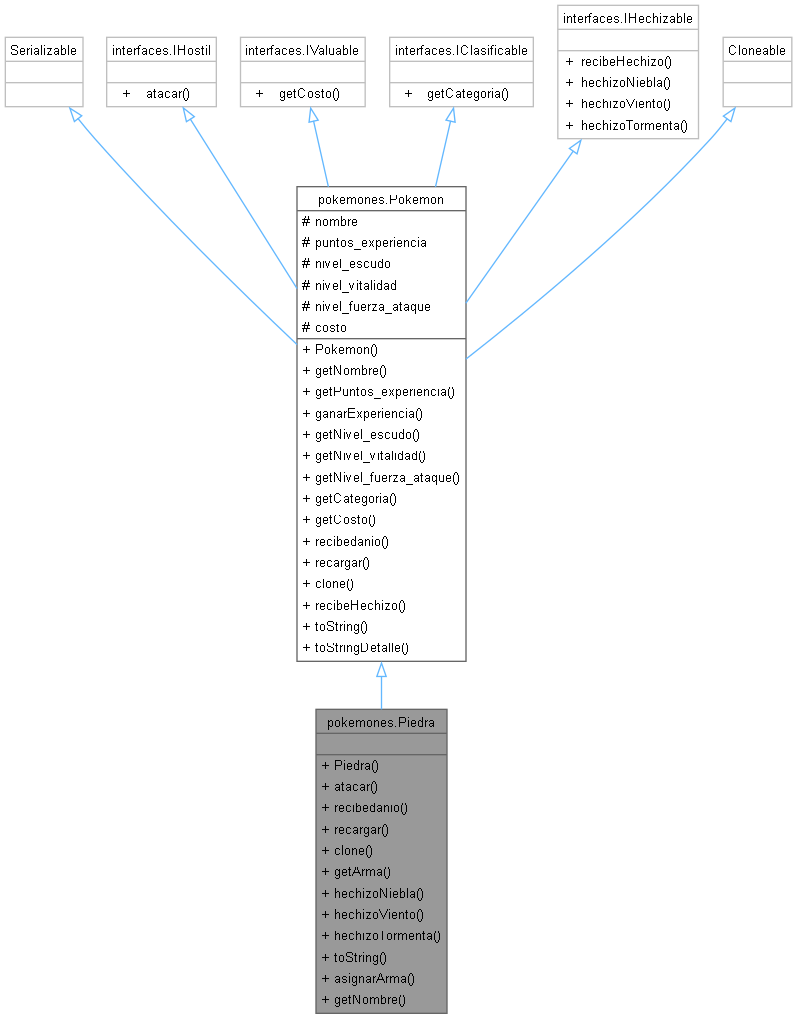 Serializable
interfaces.IHostil
+ atacar()
interfaces.IValuable
+ getCosto()
interfaces.IClasificable
+ getCategoria()
interfaces.IHechizable
+ recibeHechizo()
+ hechizoNiebla()
+ hechizoViento()
+ hechizoTormenta()
Cloneable
pokemones.Pokemon
# nombre
# puntos_experiencia
# nivel_escudo
# nivel_vitalidad
# nivel_fuerza_ataque
# costo
+ Pokemon()
+ getNombre()
+ getPuntos_experiencia()
+ ganarExperiencia()
+ getNivel_escudo()
+ getNivel_vitalidad()
+ getNivel_fuerza_ataque()
+ getCategoria()
+ getCosto()
+ recibedanio()
+ recargar()
+ clone()
+ recibeHechizo()
+ toString()
+ toStringDetalle()
pokemones.Piedra
+ Piedra()
+ atacar()
+ recibedanio()
+ recargar()
+ clone()
+ getArma()
+ hechizoNiebla()
+ hechizoViento()
+ hechizoTormenta()
+ toString()
+ asignarArma()
+ getNombre()